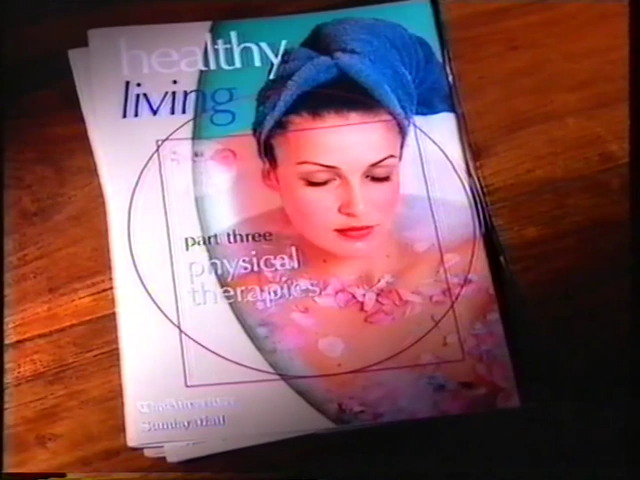 healthy
living
part three
physical
therapies
Sunday Mail